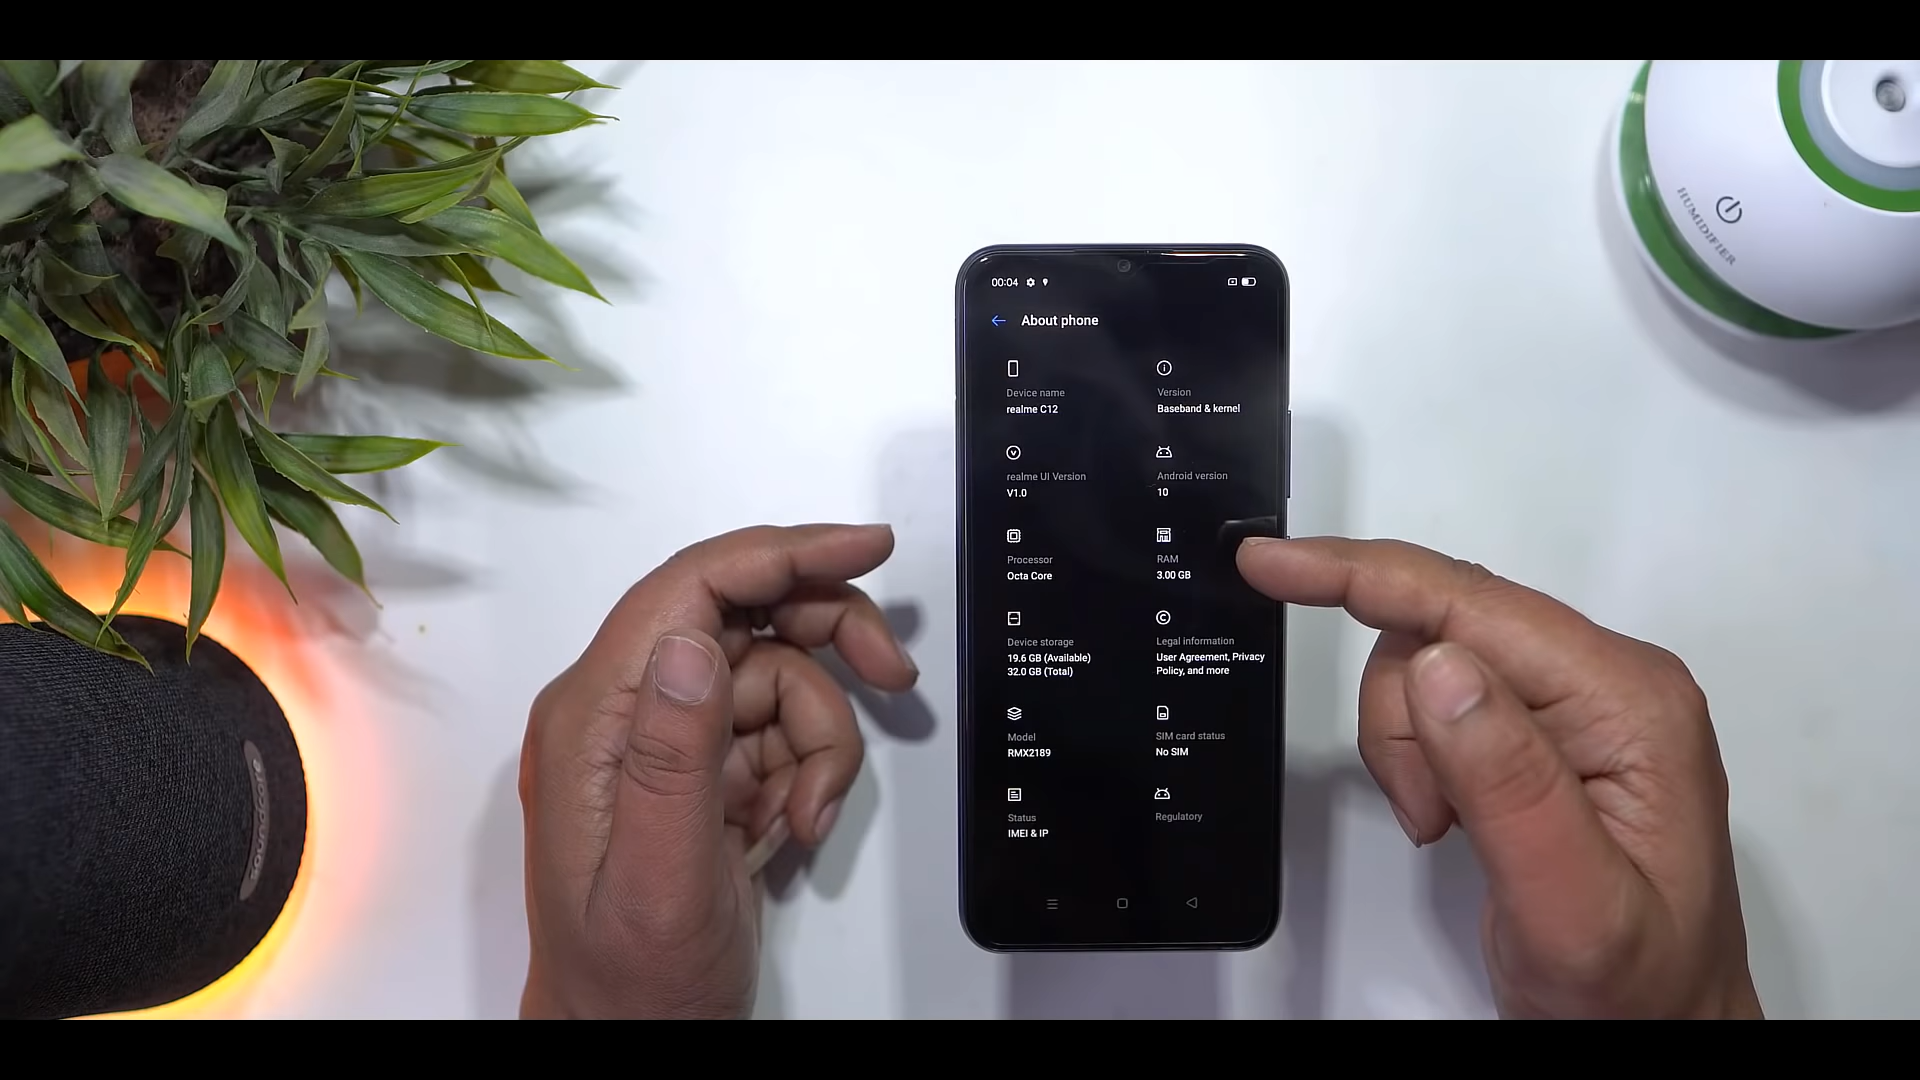 HUMIDIFIER
00:04
About phone
Device name
realme C12
Version
Baseband & kernel
realme UI Version
V1.0
Android version
10
Processor
Octa Core
RAM
3.00 GB
Device storage
19.6 GB (Available)
32.0 GB (Total)
Legal information
User Agreement, Privacy
Policy, and more
Model
RMX2189
SIM card status
No SIM
Status
IMEI & IP
Regulatory
soundcore